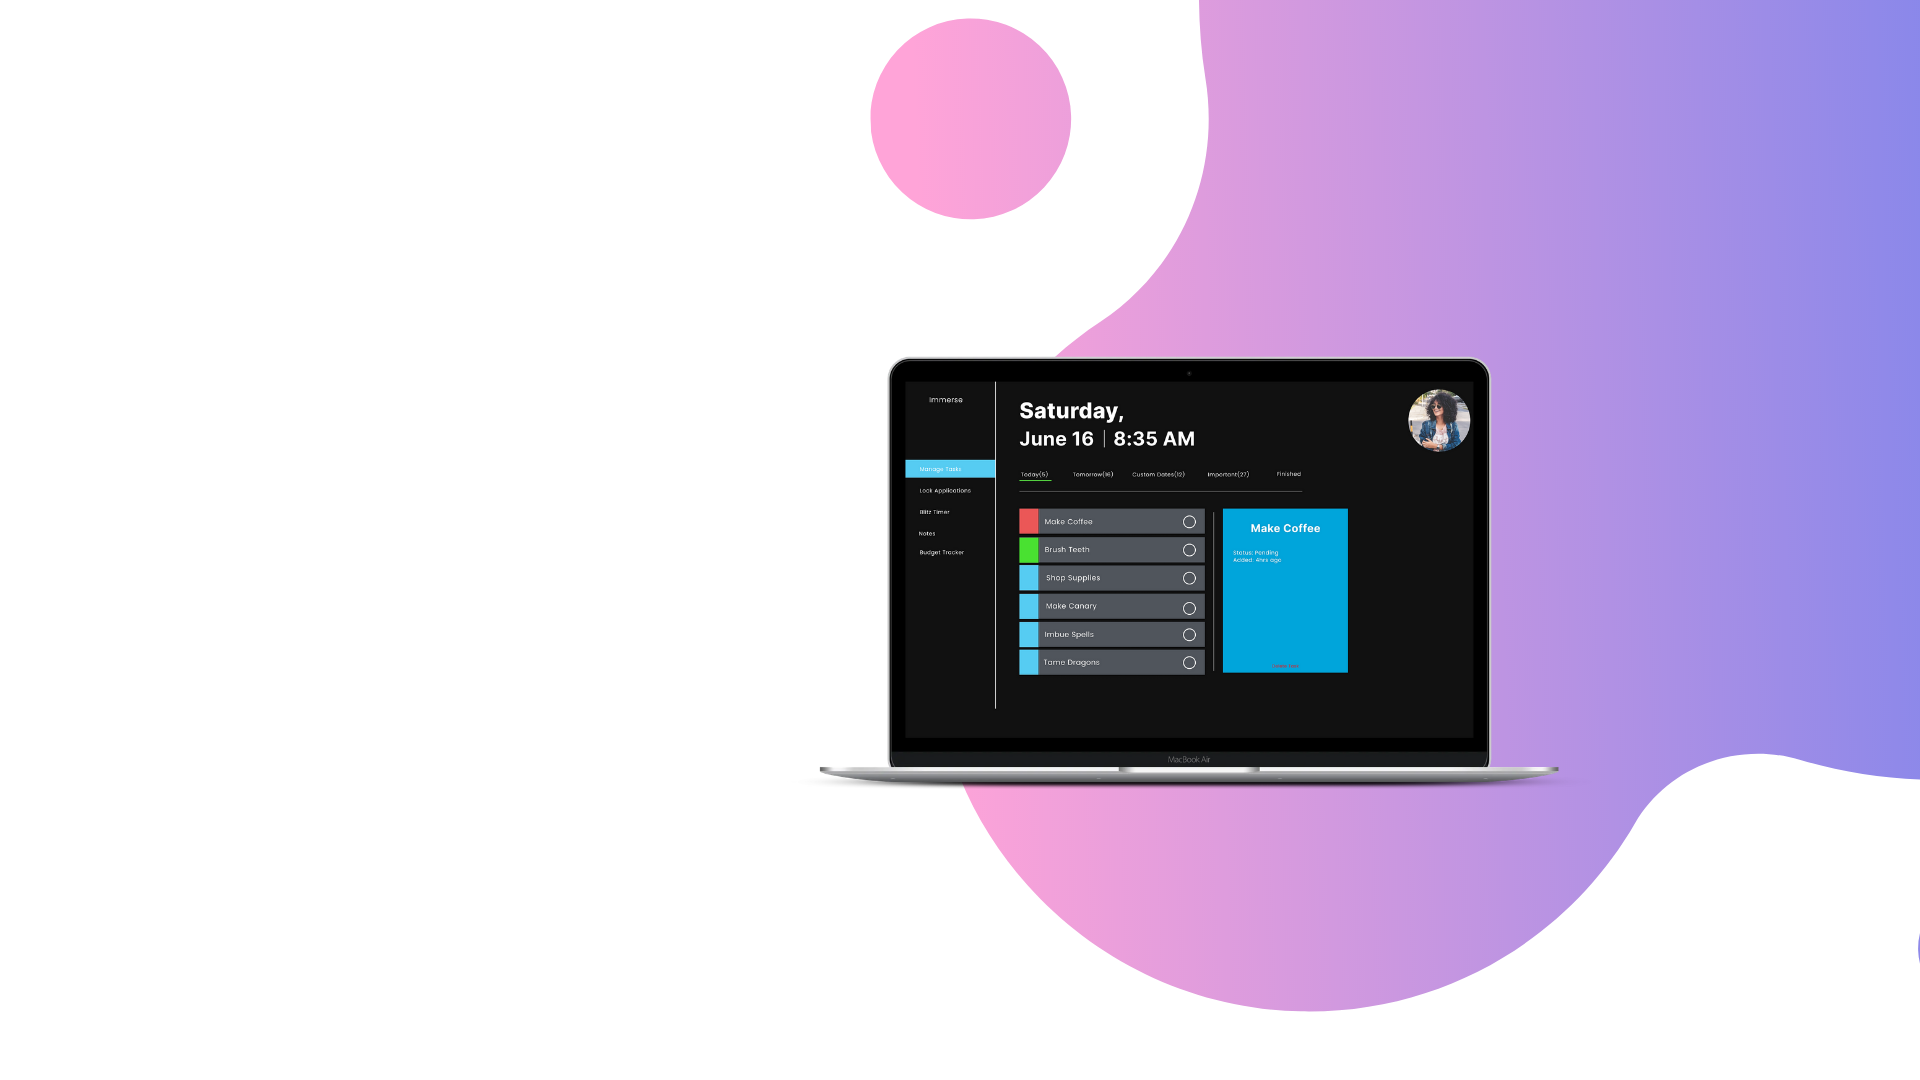 Immerse
Saturday,
June 16 | 8:35 AM
Manage Tasks
Lock Applications
Blitz Timer
Notes
Budget Tracker
Today(5)
Tomorrow(16)
Custom Dates(12)
Important(27)
Finished
Make Coffee
Brush Teeth
Shop Supplies
Make Canary
Imbue Spells
Tame Dragons
Make Coffee
Status: Pending
Added: 4hrs ago
MacBook Air